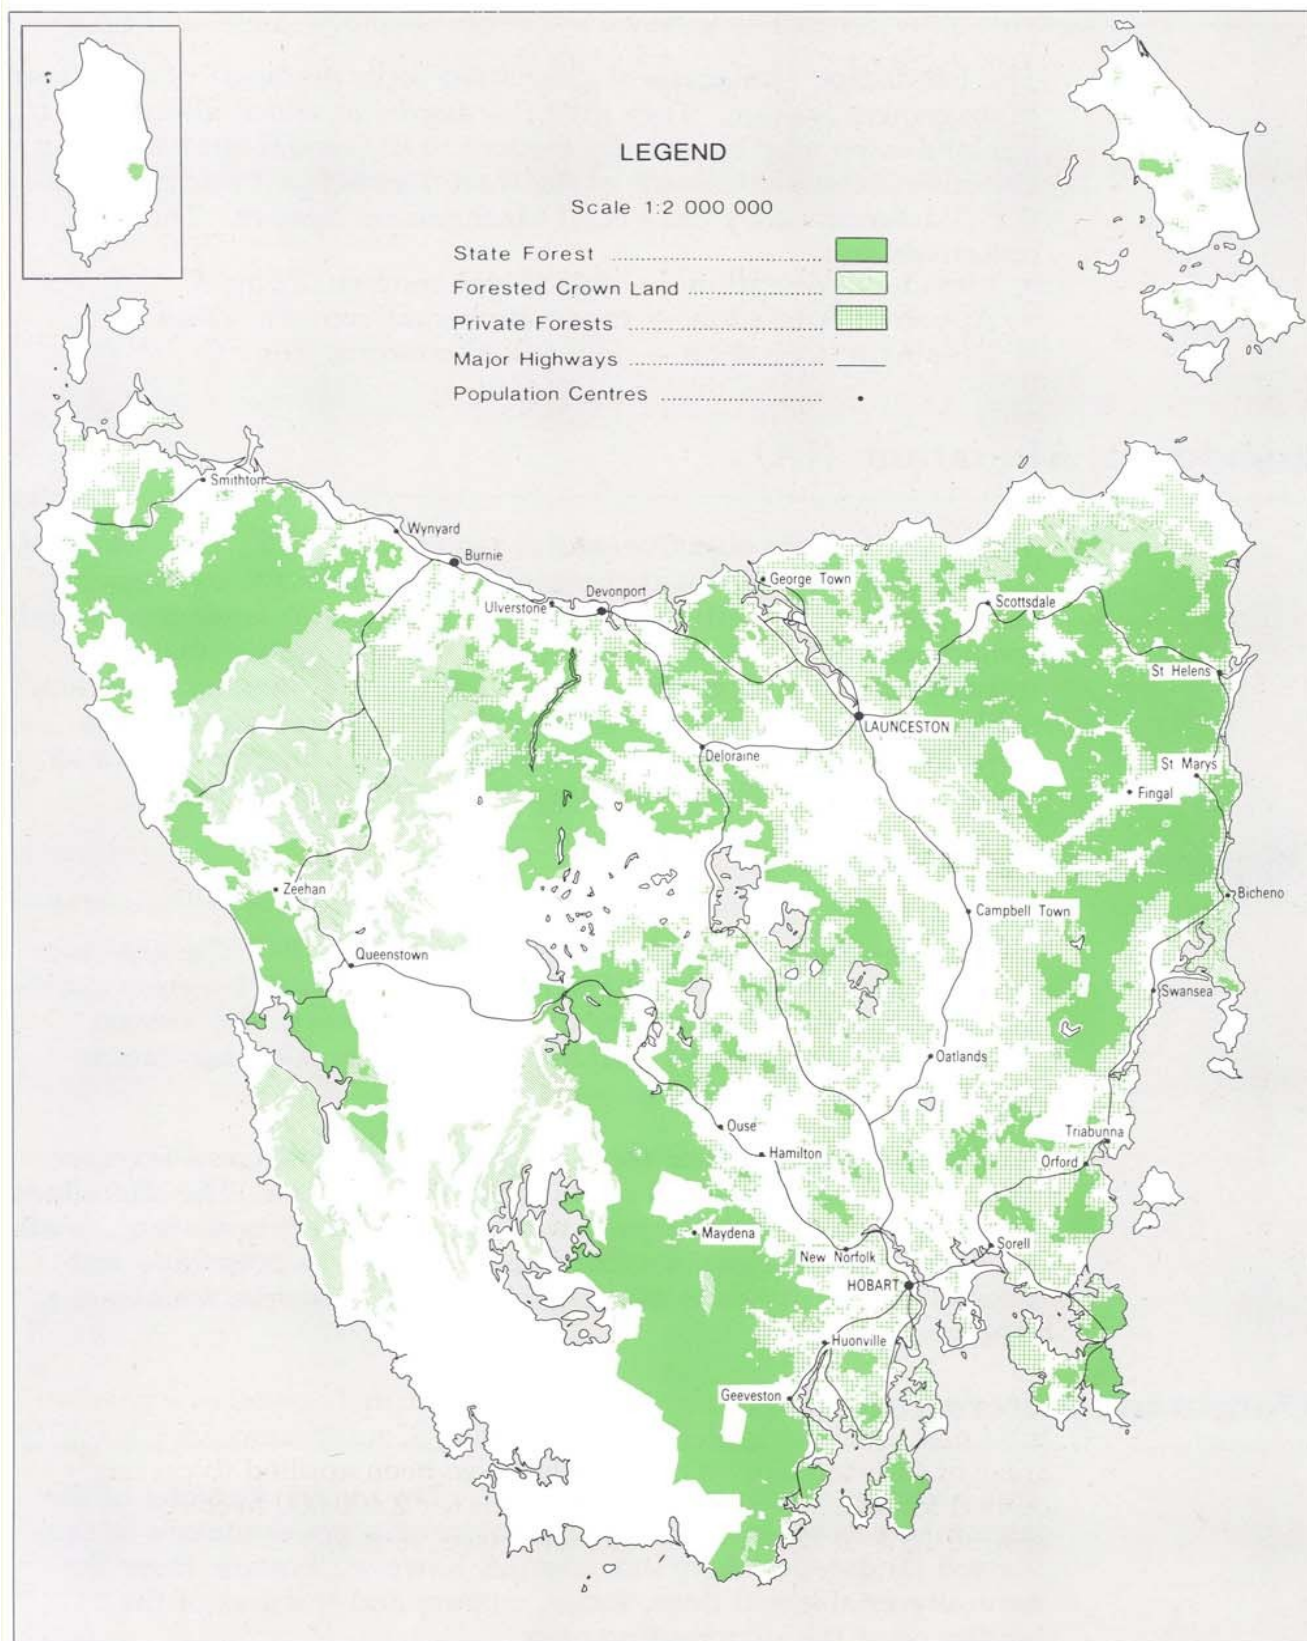 LEGEND
Scale 1:2 000 000
State Forest
Forested Crown Land
Private Forests
Major Highways
Population Centres
Smithton
Wynyard
Burnie
Devonport
Ulverstone
George Town
Scottsdale
St Helens
LAUNCESTON
Deloraine
St Marys
Fingal
Zeehan
Bicheno
Campbell Town
Queenstown
Swansea
Oatlands
Ouse
Triabunna
Hamilton
Orford
Maydena
New Norfolk
Sorell
HOBART
Huonville
Geeveston